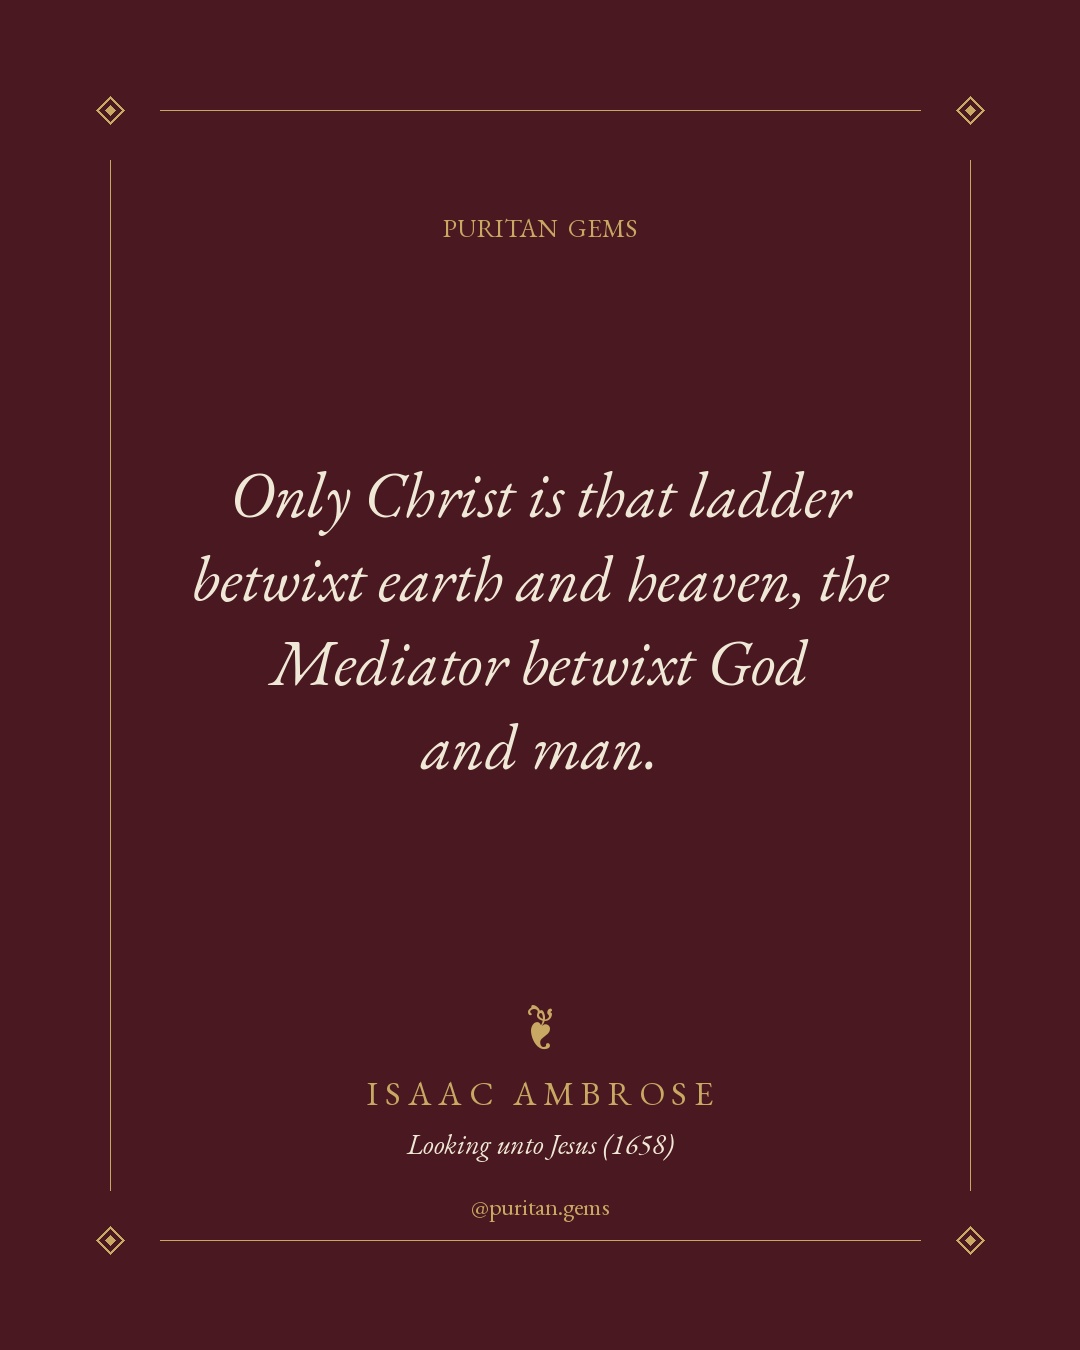 PURITAN GEMS
Only Christ is that ladder
betwixt earth and heaven, the
Mediator betwixt God
and man.
ISAAC AMBROSE
Looking unto Jesus (1658)
@puritan.gems